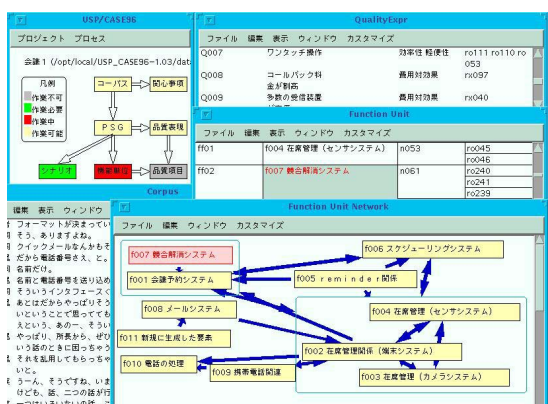 USP/CASE96
プロジェクト プロセス
会議1 (/opt/local/USP_CASE96-1.03/data
凡例
作業不可
作業必要
作業中
作業可能
コーパス
関心事項
PSG
品質表現
シナリオ
機能単位
品質項目
QualityExpr
ファイル 編集 表示 ウィンドウ カスタマイズ
Q007 ワンタッチ操作 効率性 軽便性 ro111 ro110 ro
053
Q008 コールバック料 費用対効果 rx097
金が割高
Q009 多数の受信装置 費用対効果 rx040
Function Unit
ファイル 編集 表示 ウィンドウ カスタマイズ
ff01 f004 在席管理(センサシステム) n053 ro045
ro046
ff02 f007 競合解消システム n061 ro240
ro241
ro239
Corpus
編集 表示 ウィンドウ
フォーマットが決まってい
そう、ありますよね。
クイックメールなんかもそ
だから電話番号さえ、と。
名前だけ。
名前と電話番号を送り込め
そういうインタフェース<
あとはだからやっぱりそう
いということで思ってても
えという、あの一、そうい
やっぱり、所長から、ぜひ
いう話のときに困っちゃう
それを乱用してもらっちゃ
いと。
うーん、そうですね、いま
けども、話、二つの話が行
Function Unit Network
ファイル 編集 表示 ウィンドウ カスタマイズ
f007 競合解消システム
f001 会議予約システム
f006 スケジューリングシステム
f005 reminder関係
f008 メールシステム
f004 在席管理(センサシステム)
f011 新規に生成した要素
f002 在席管理関係(端末システム)
f010 電話の処理
f009 携帯電話関連
f003 在席管理(カメラシステム)